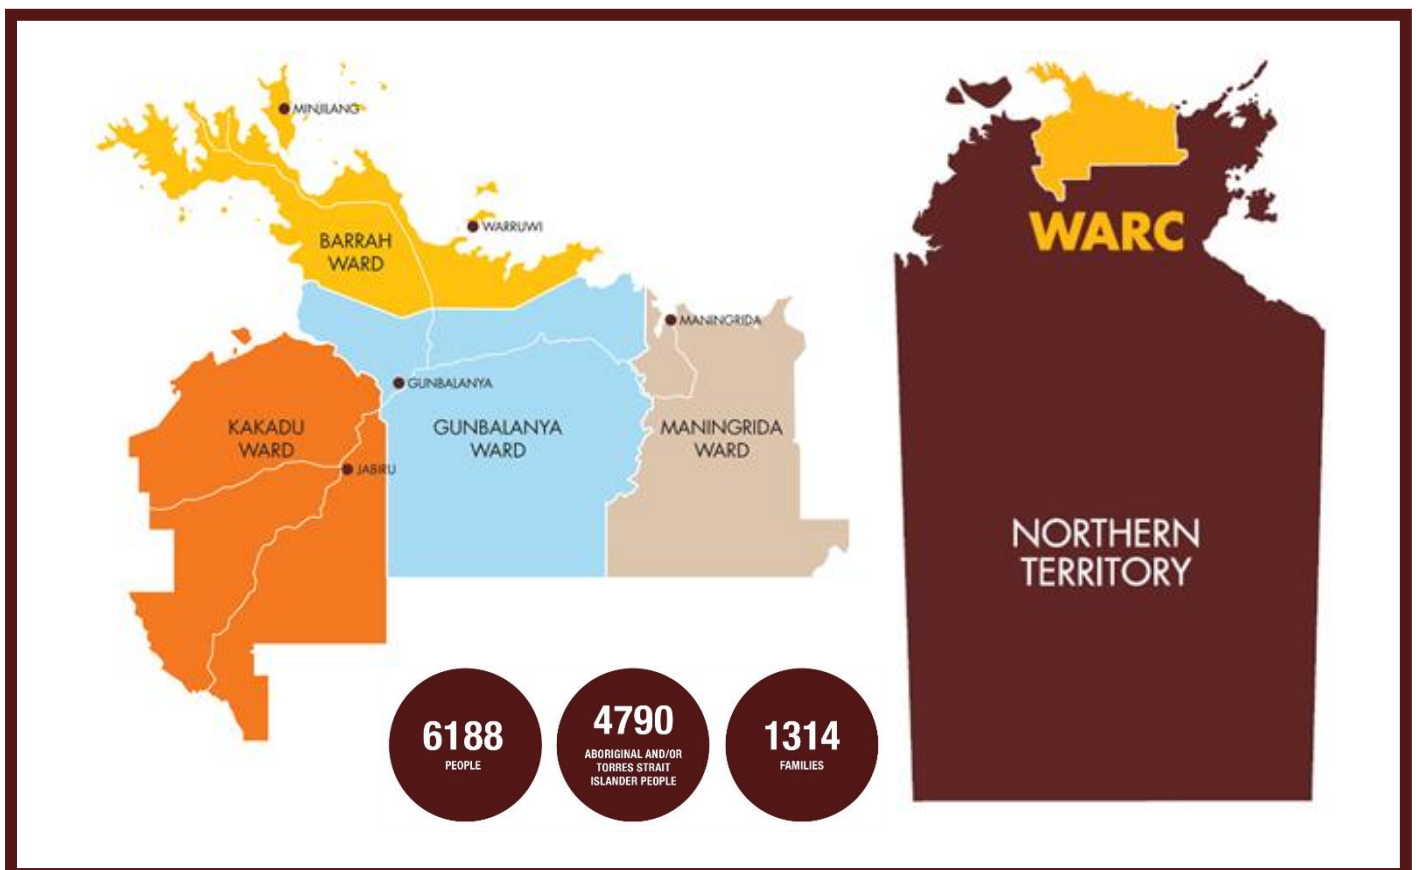 MINJILANG
WARRUWI
BARRAH
WARD
MANINGRIDA
GUNBALANYA
KAKADU
WARD
GUNBALANYA
WARD
MANINGRIDA
WARD
JABIRU
6188
PEOPLE
4790
ABORIGINAL AND/OR
TORRES STRAIT
ISLANDER PEOPLE
1314
FAMILIES
WARC
NORTHERN
TERRITORY